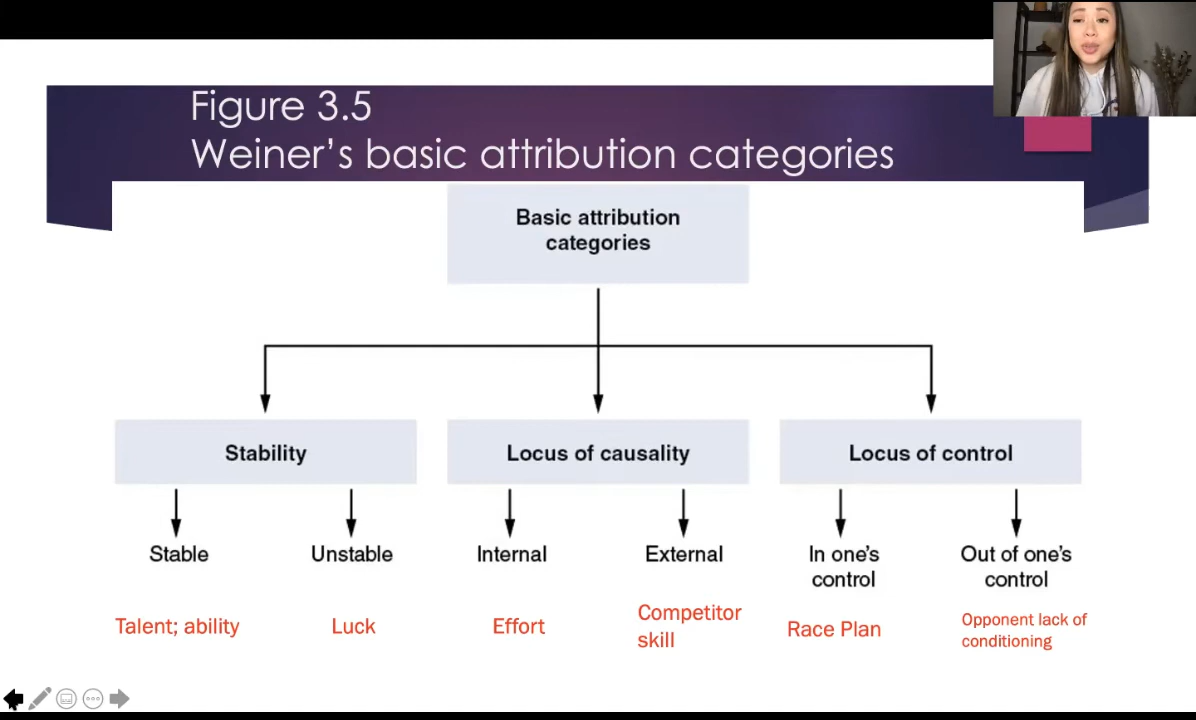 Figure 3.5
Weiner's basic attribution categories
Basic attribution
categories
Stability
Locus of causality
Locus of control
Stable
Unstable
Internal
External
In one's
control
Out of one's
control
Talent; ability
Luck
Effort
Competitor
skill
Race Plan
Opponent lack of
conditioning